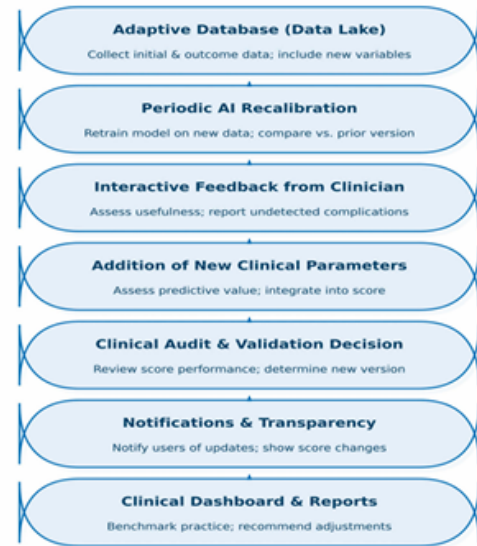 Adaptive Database (Data Lake)
Collect initial & outcome data; include new variables
Periodic AI Recalibration
Retrain model on new data; compare vs. prior version
Interactive Feedback from Clinician
Assess usefulness; report undetected complications
Addition of New Clinical Parameters
Assess predictive value; integrate into score
Clinical Audit & Validation Decision
Review score performance; determine new version
Notifications & Transparency
Notify users of updates; show score changes
Clinical Dashboard & Reports
Benchmark practice; recommend adjustments